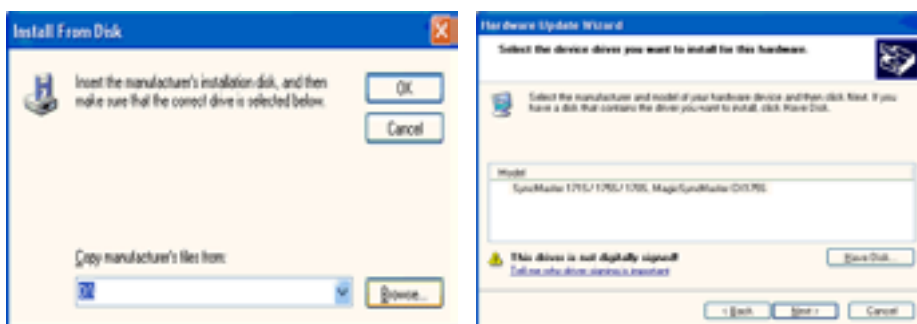 Install From Disk
Insert the manufacturer's installation disk, and then
make sure that the correct drive is selected below.
OK
Cancel
Copy manufacturer's files from:
D:\
Browse...
Hardware Update Wizard
Select the device driver you want to install for this hardware.
Select the manufacturer and model of your hardware device and then click Next. If you
have a disk that contains the driver you want to install, click Have Disk.
Model
SyncMaster
This driver is not digitally signed!
Tell me why driver signing is important
Have Disk...
< Back
Next >
Cancel